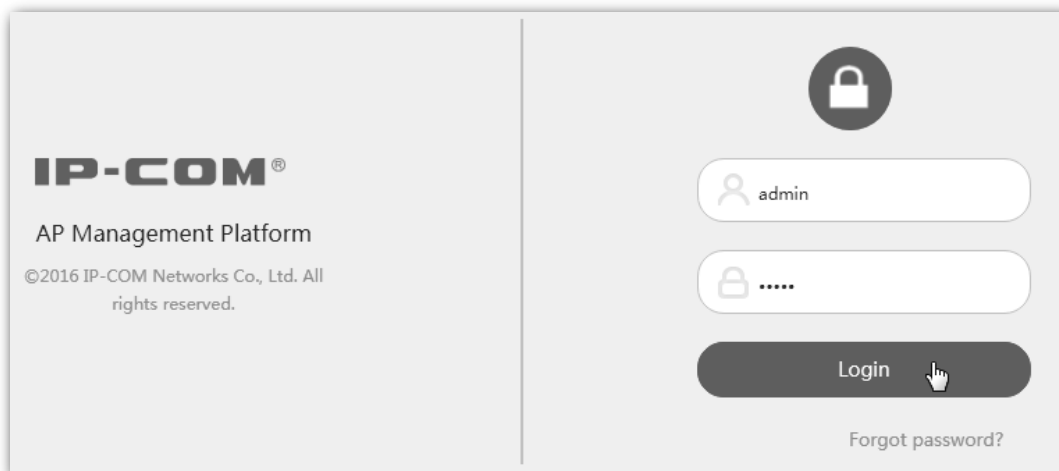 IP-COM®
AP Management Platform
©2016 IP-COM Networks Co., Ltd. All
rights reserved.
admin
•••••
Login
Forgot password?